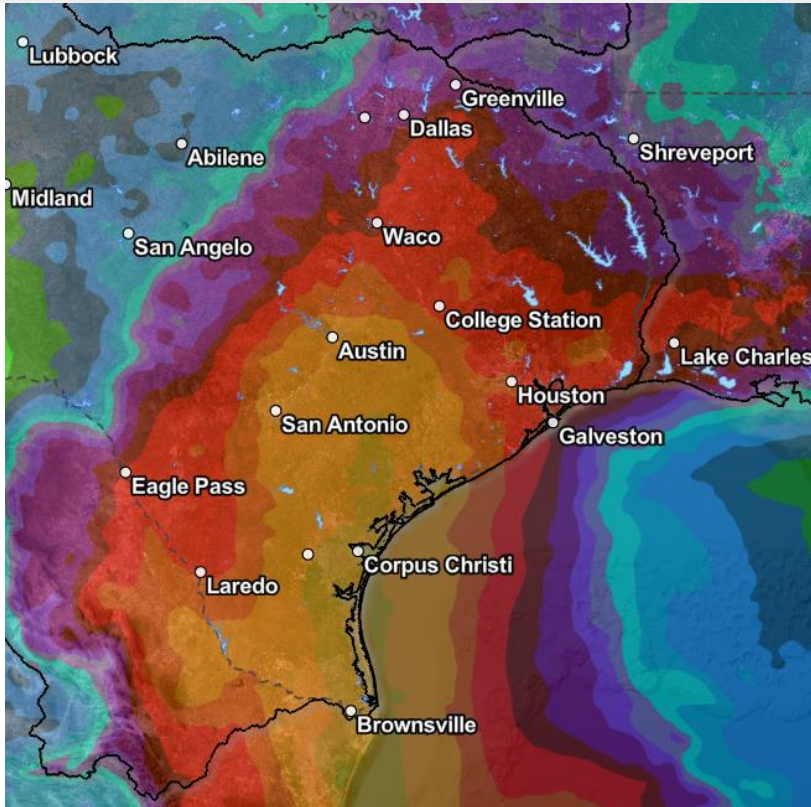 Lubbock
Greenville
Dallas
Abilene
Shreveport
Midland
Waco
San Angelo
College Station
Austin
Lake Charles
Houston
San Antonio
Galveston
Eagle Pass
Corpus Christi
Laredo
Brownsville